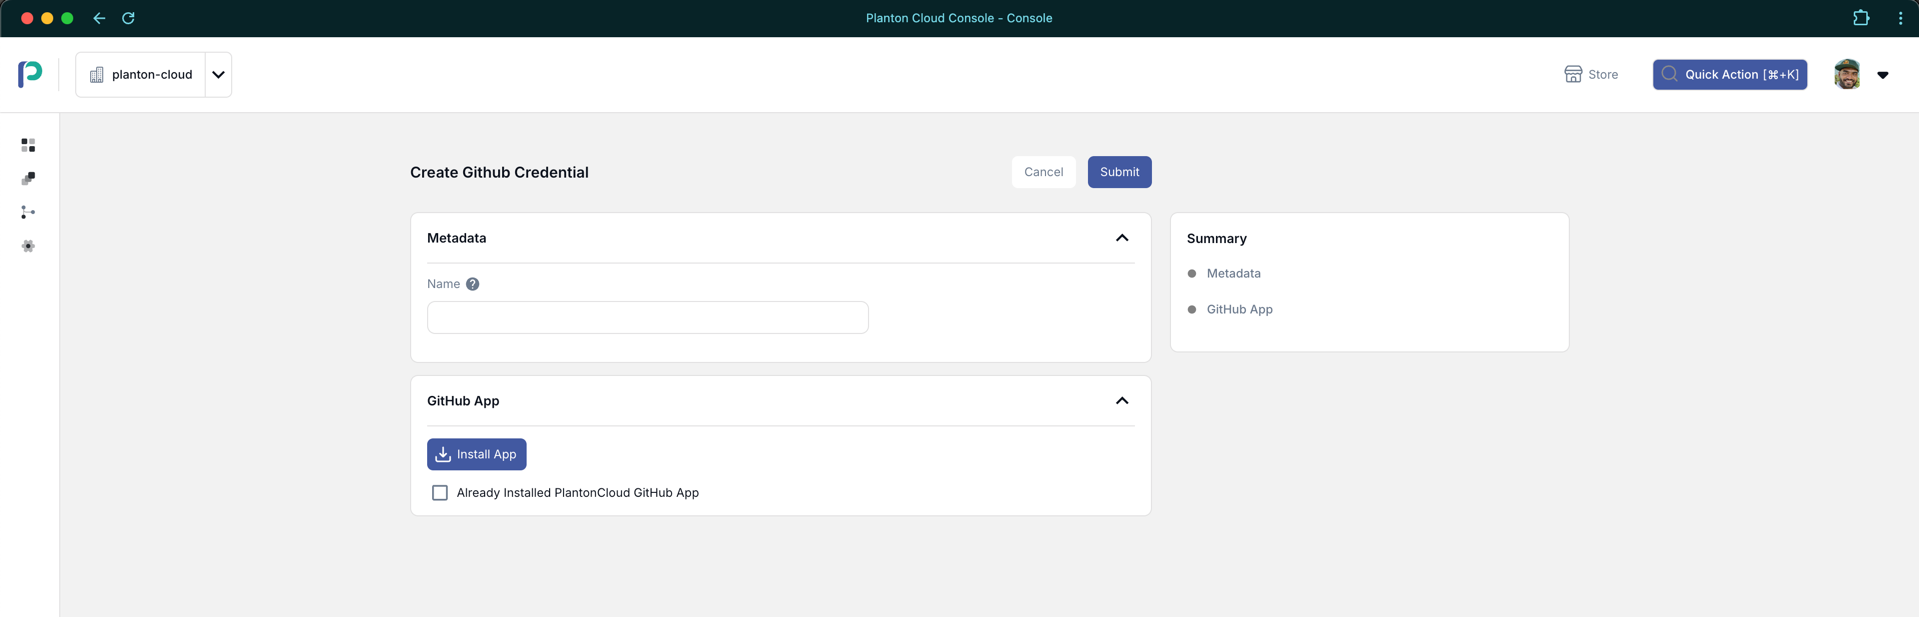 Planton Cloud Console - Console
planton-cloud
Store
Quick Action [⌘+K]
Create Github Credential
Cancel
Submit
Metadata
Name
?
Summary
Metadata
GitHub App
GitHub App
Install App
Already Installed PlantonCloud GitHub App